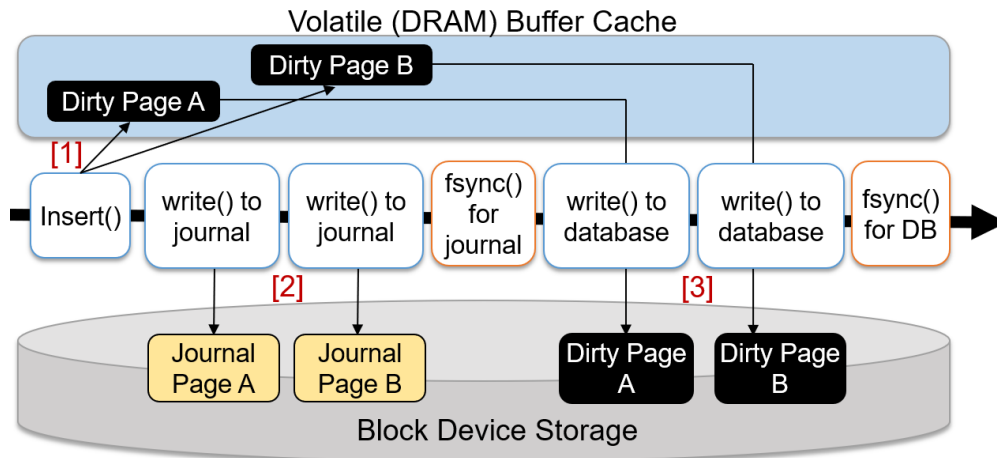 Volatile (DRAM) Buffer Cache
Dirty Page B
Dirty Page A
[1]
Insert()
write() to
journal
write() to
journal
fsync()
for
journal
write() to
database
write() to
database
fsync()
for DB
[2]
[3]
Journal
Page A
Journal
Page B
Dirty Page
A
Dirty Page
B
Block Device Storage